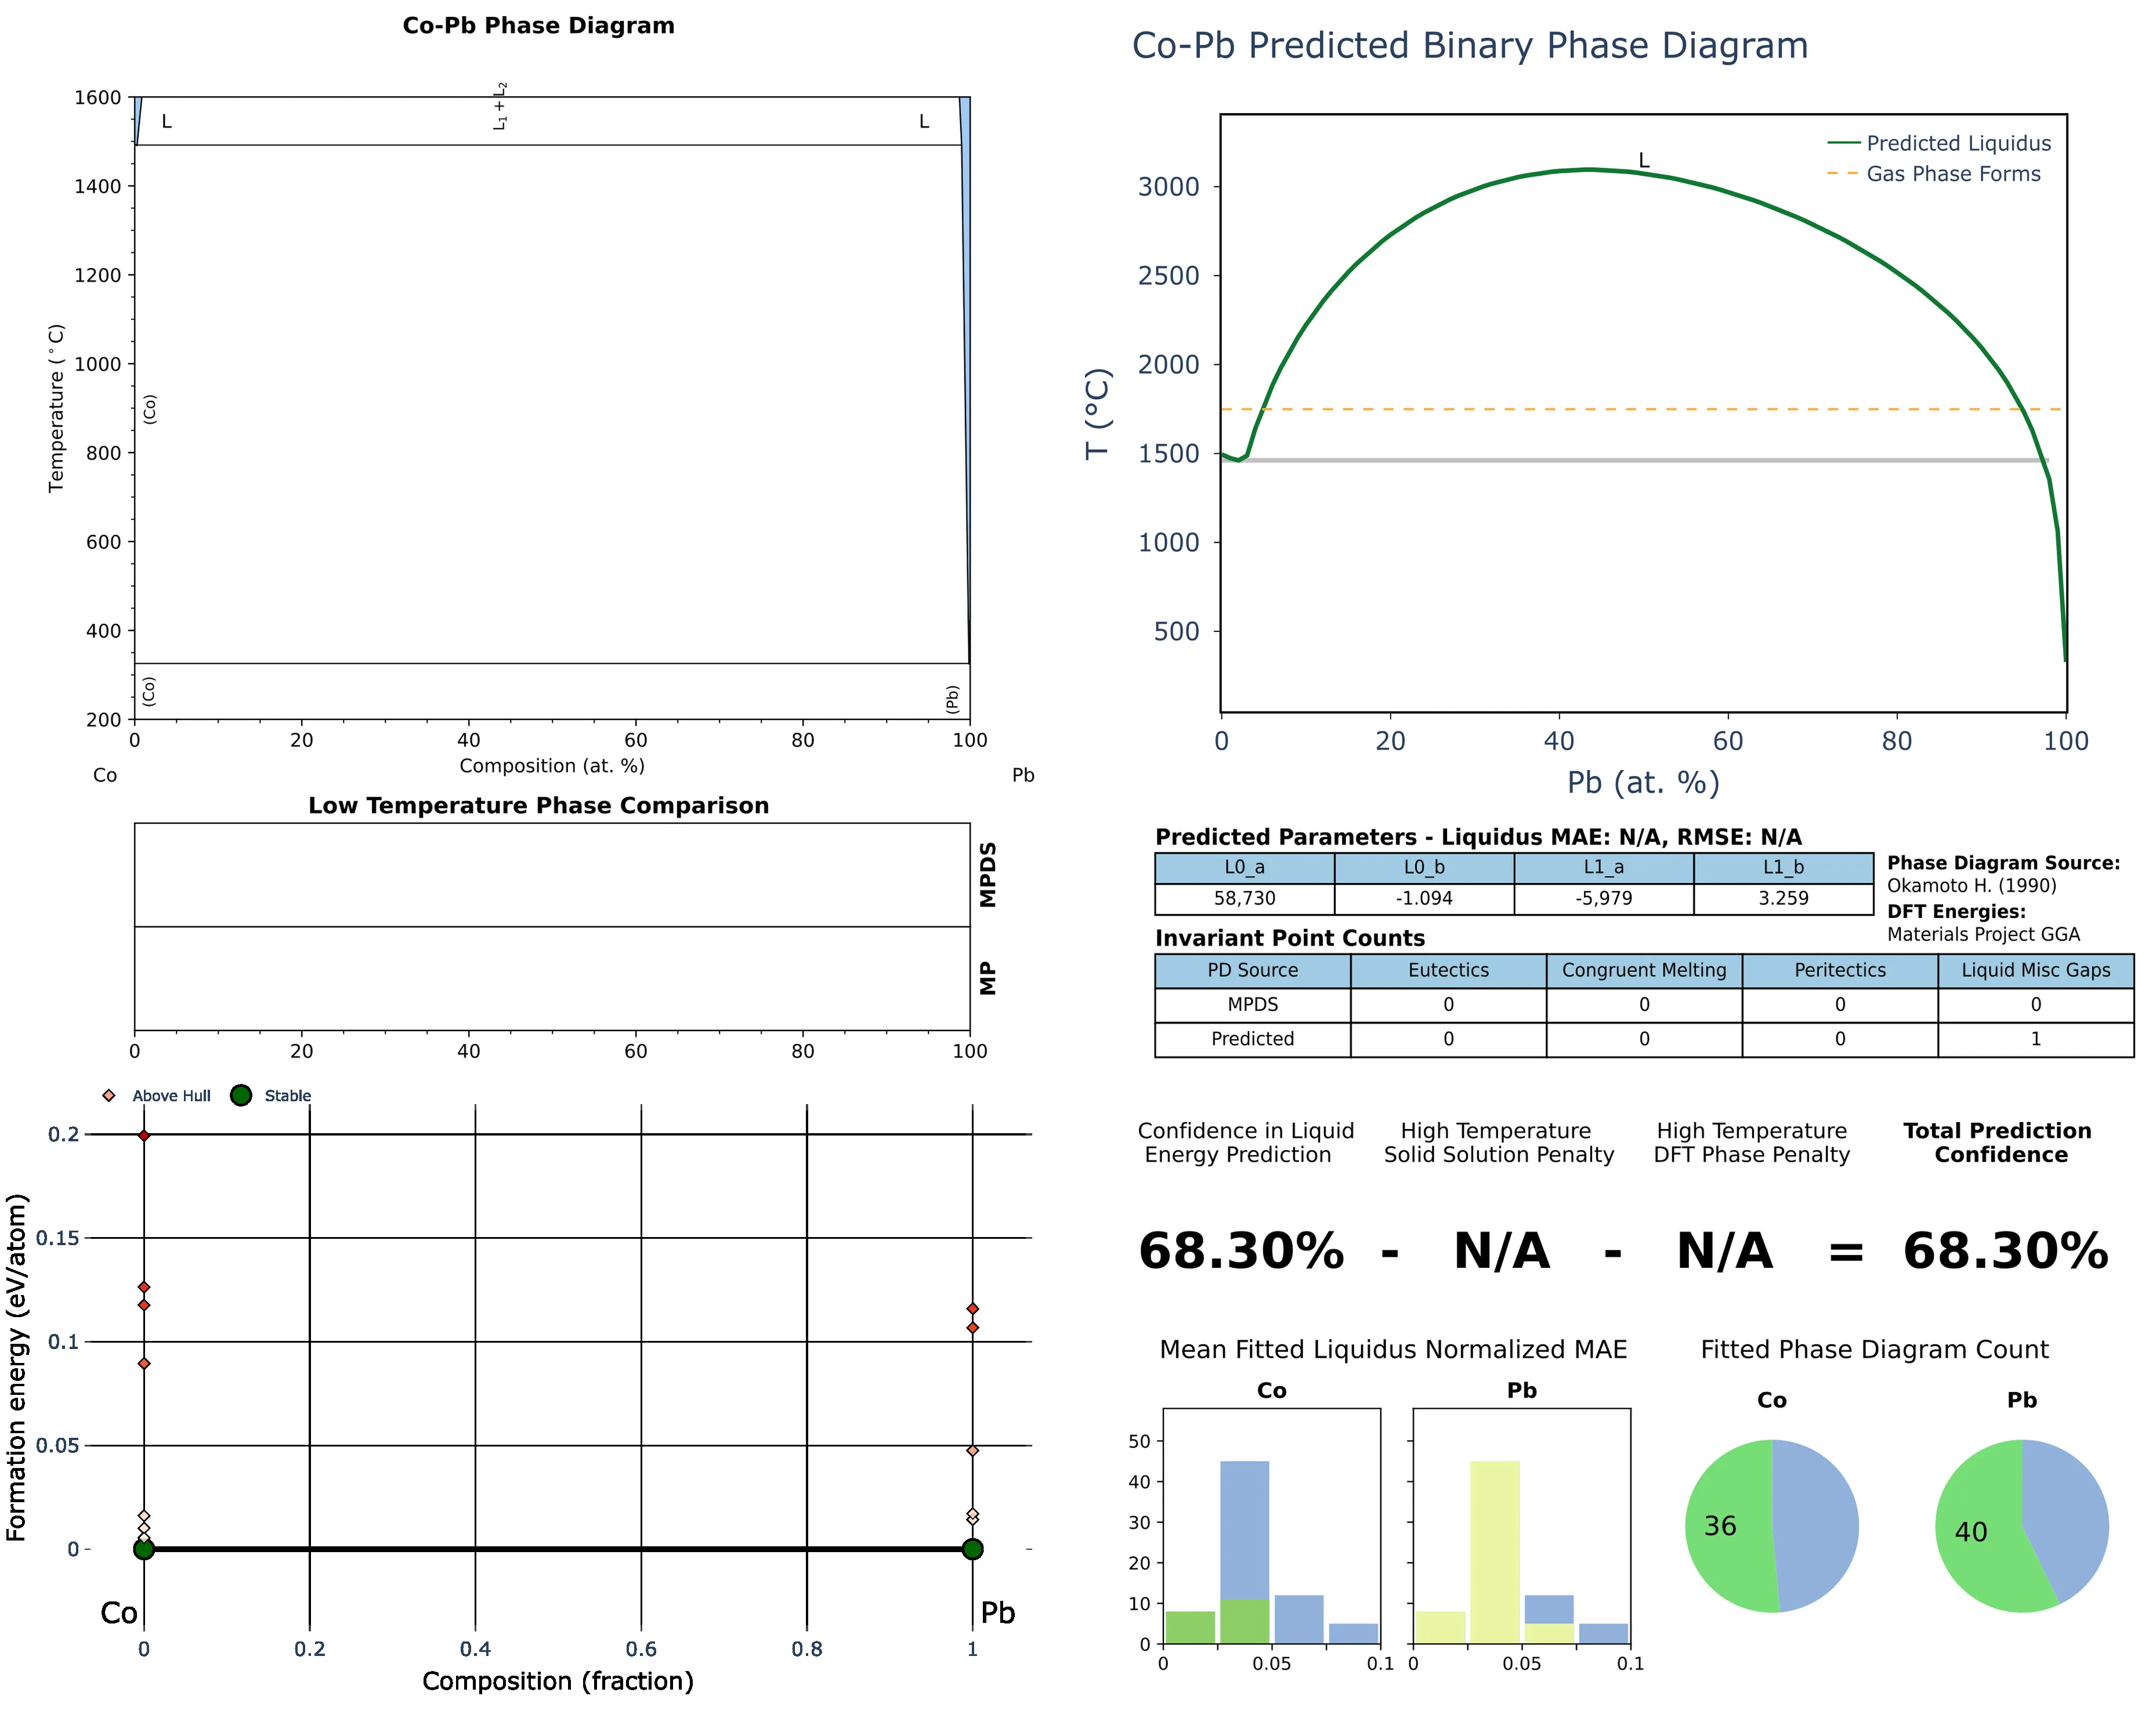 Co-Pb Phase Diagram
1600
1400
1200
1000
800
600
400
200
Temperature (°C)
L
L₁ + L₂
L
(Co)
(Co)
(Pb)
0
20
40
60
80
100
Composition (at. %)
Co
Pb
Low Temperature Phase Comparison
MPDS
MP
0
20
40
60
80
100
Above Hull
Stable
0.2
0.15
0.1
0.05
0
Formation energy (eV/atom)
Co
Pb
0
0.2
0.4
0.6
0.8
1
Composition (fraction)
Co-Pb Predicted Binary Phase Diagram
L
Predicted Liquidus
Gas Phase Forms
3000
2500
2000
1500
1000
500
T (°C)
0
20
40
60
80
100
Pb (at. %)
Predicted Parameters - Liquidus MAE: N/A, RMSE: N/A
L0_a L0_b L1_a L1_b
58,730 -1.094 -5,979 3.259
Phase Diagram Source:
Okamoto H. (1990)
DFT Energies:
Materials Project GGA
Invariant Point Counts
PD Source Eutectics Congruent Melting Peritectics Liquid Misc Gaps
MPDS 0 0 0 0
Predicted 0 0 0 1
Confidence in Liquid
Energy Prediction
High Temperature
Solid Solution Penalty
High Temperature
DFT Phase Penalty
Total Prediction
Confidence
68.30% - N/A - N/A = 68.30%
Mean Fitted Liquidus Normalized MAE
Co
Pb
50
40
30
20
10
0
0
0.05
0.1
0
0.05
0.1
Fitted Phase Diagram Count
Co
Pb
36
40